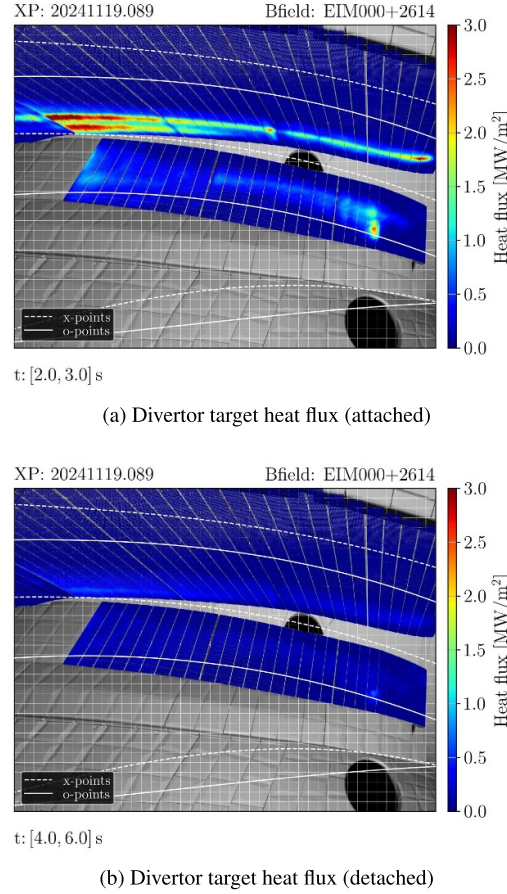 XP: 20241119.089 Bfield: EIM000+2614
3.0
2.5
2.0
1.5
1.0
0.5
0.0
Heat flux [MW/m²]
x-points
o-points
t: [2.0, 3.0] s
(a) Divertor target heat flux (attached)
XP: 20241119.089 Bfield: EIM000+2614
3.0
2.5
2.0
1.5
1.0
0.5
0.0
Heat flux [MW/m²]
x-points
o-points
t: [4.0, 6.0] s
(b) Divertor target heat flux (detached)